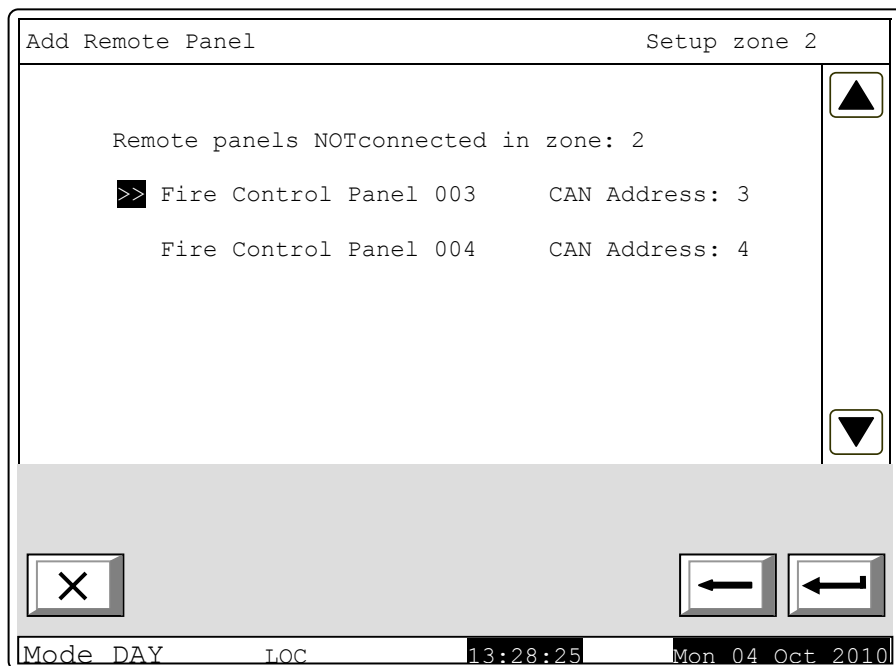 Add Remote Panel Setup zone 2
Remote panels NOTconnected in zone: 2
>> Fire Control Panel 003 CAN Address: 3
Fire Control Panel 004 CAN Address: 4
Mode DAY LOC 13:28:25 Mon 04 Oct 2010